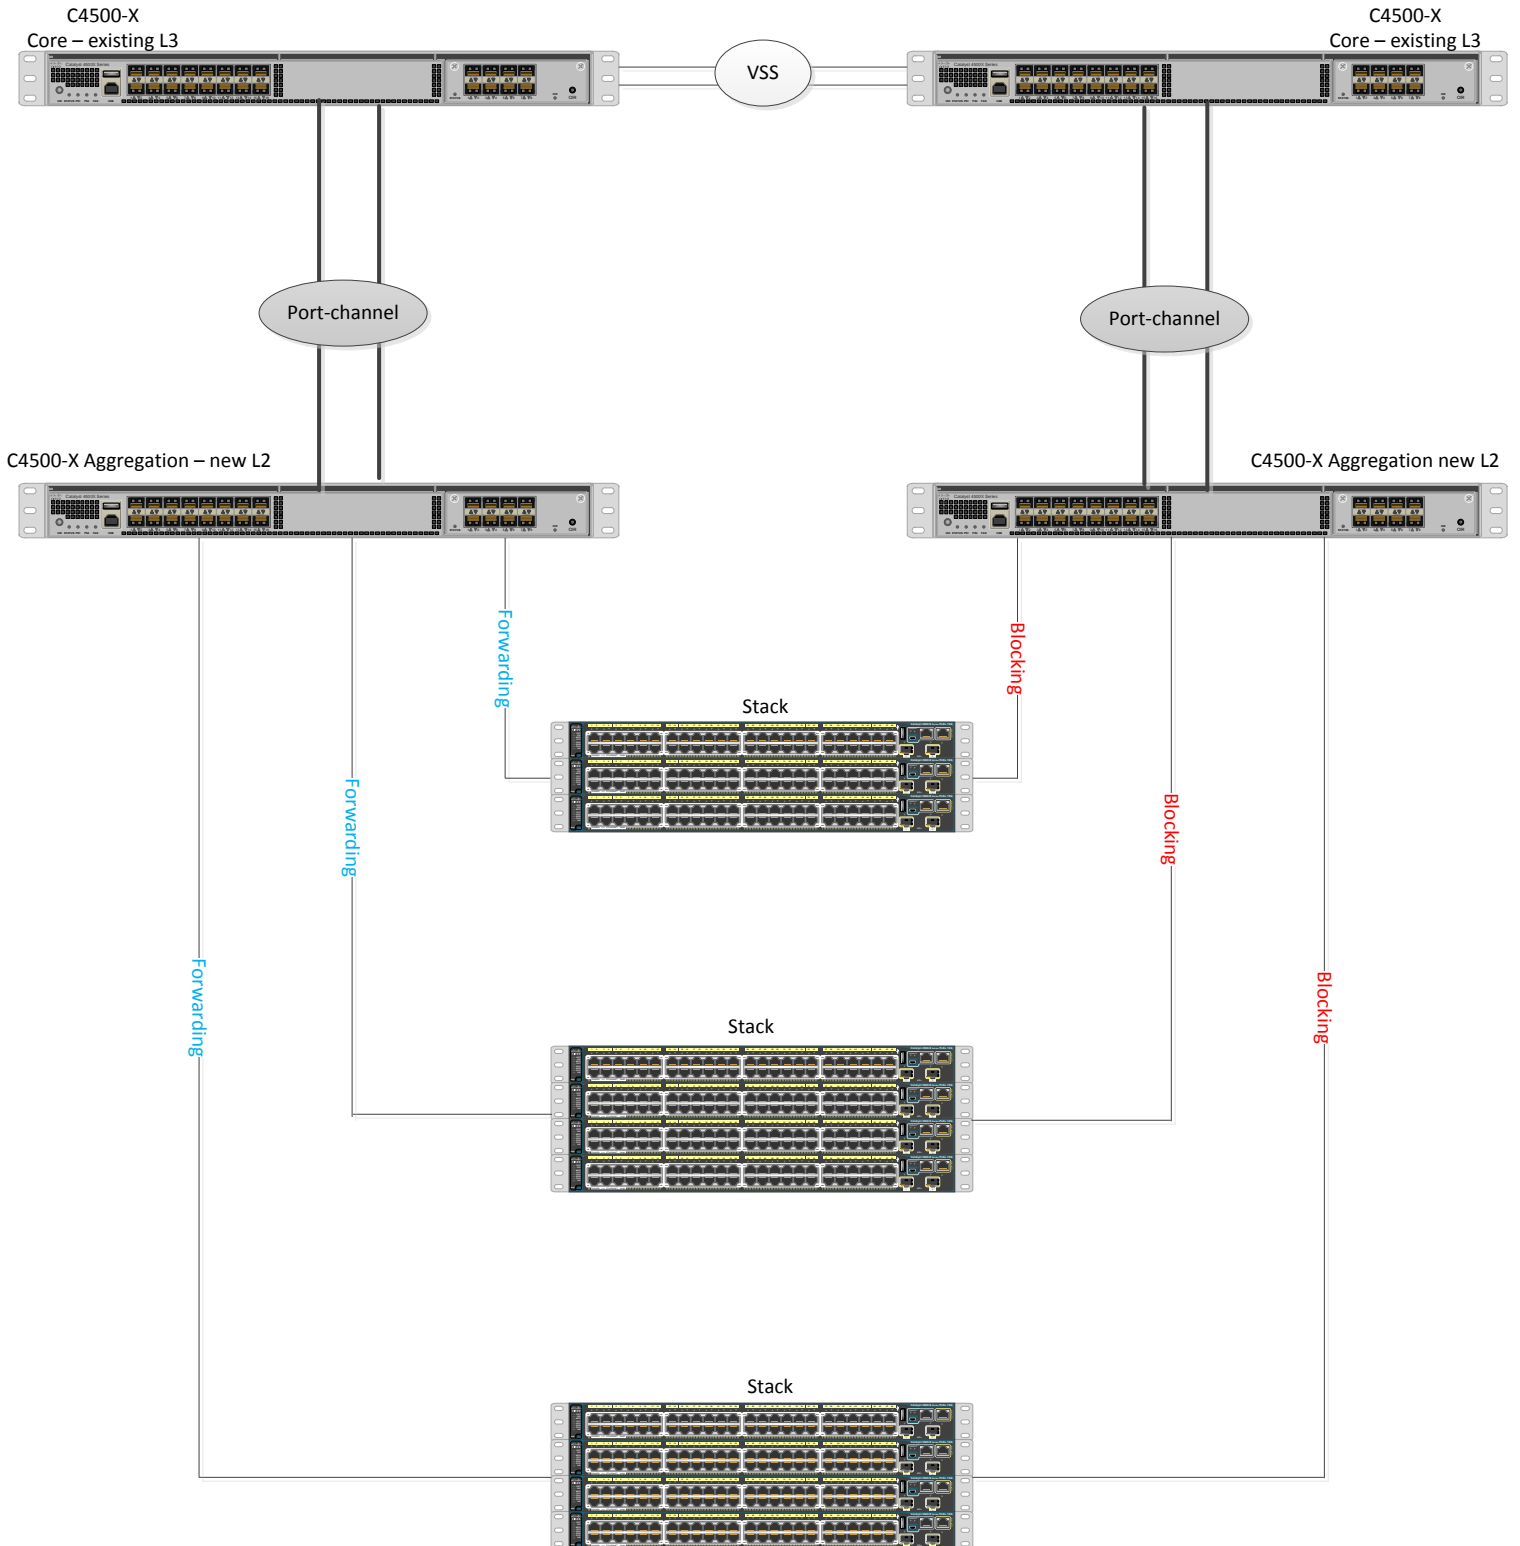 C4500-X
Core – existing L3
C4500-X
Core – existing L3
VSS
Port-channel
Port-channel
C4500-X Aggregation – new L2
C4500-X Aggregation new L2
Forwarding
Blocking
Stack
Forwarding
Blocking
Forwarding
Blocking
Stack
Stack